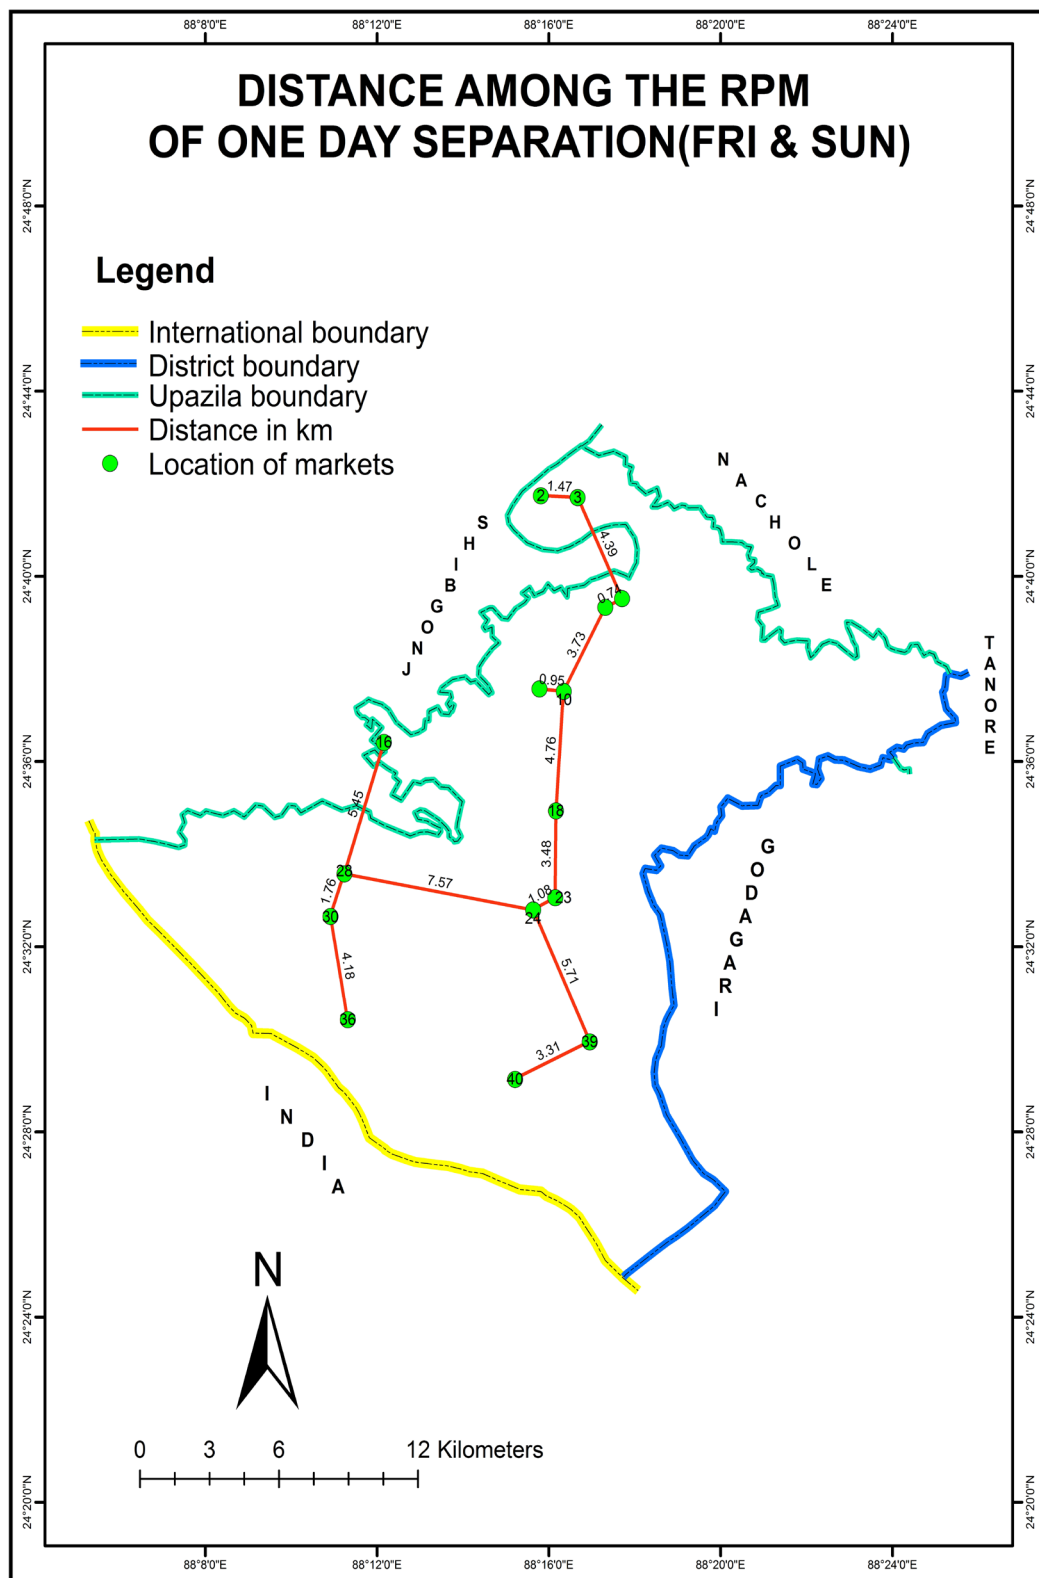 88°8'0"E 88°12'0"E 88°16'0"E 88°20'0"E 88°24'0"E
DISTANCE AMONG THE RPM
OF ONE DAY SEPARATION(FRI & SUN)
24°48'0"N 24°48'0"N
Legend
International boundary
District boundary
Upazila boundary
Distance in km
Location of markets
24°44'0"N 24°44'0"N
NACHOLE
SHIBGONJ
2
1.47
3
4.39
24°40'0"N 24°40'0"N
0.74
3.73
TANORE
0.95
10
16
4.76
24°36'0"N 24°36'0"N
5.45
18
3.48
GODAGARI
28
7.57
1.76
1.08
23
30
24
24°32'0"N 24°32'0"N
4.18
5.71
36
39
3.31
40
INDIA
24°28'0"N 24°28'0"N
N
24°24'0"N 24°24'0"N
0 3 6 12 Kilometers
24°20'0"N 24°20'0"N
88°8'0"E 88°12'0"E 88°16'0"E 88°20'0"E 88°24'0"E